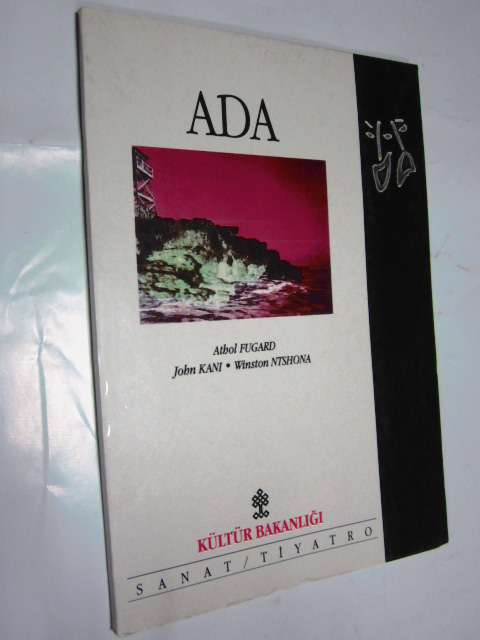 ADA
Athol FUGARD
John KANI • Winston NTSHONA
KÜLTÜR BAKANLIĞI
SANAT/TİYATRO